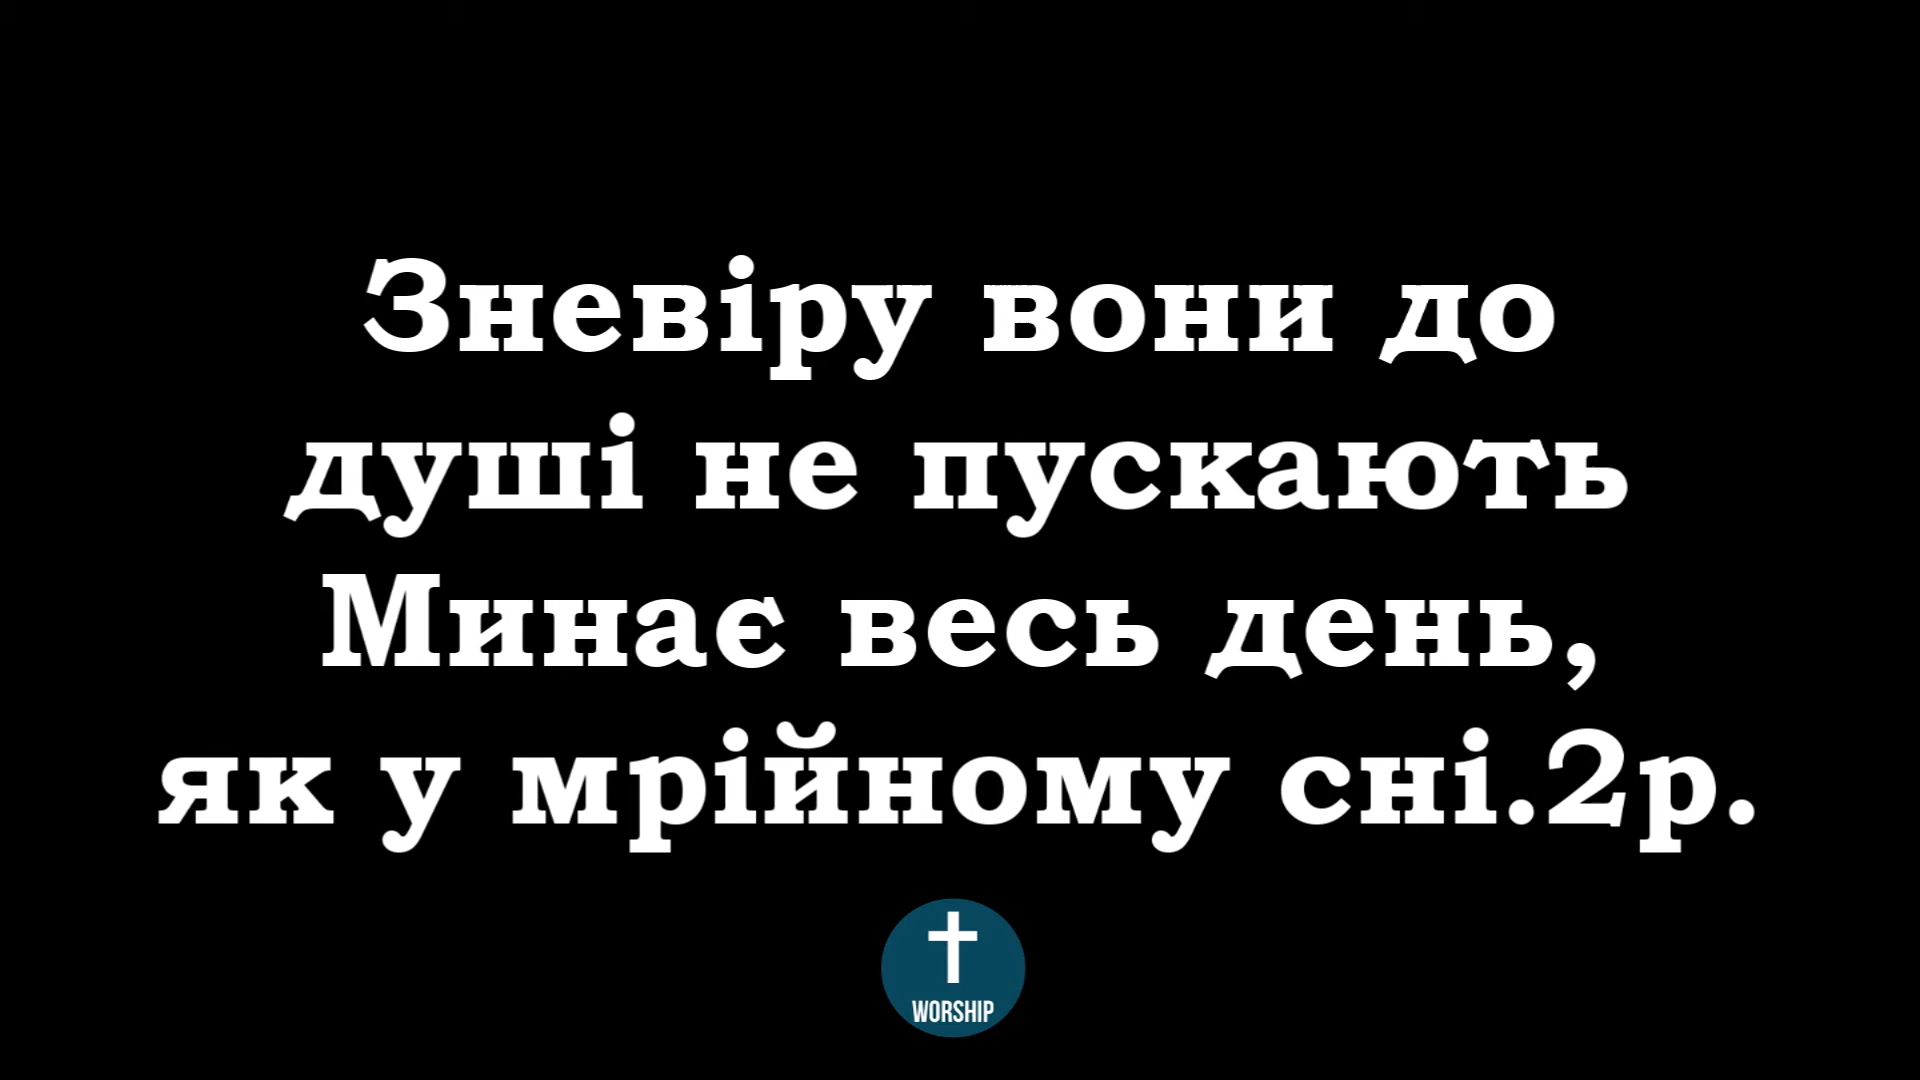 Зневіру вони до
душі не пускають
Минає весь день,
як у мрійному сні.2р.
WORSHIP